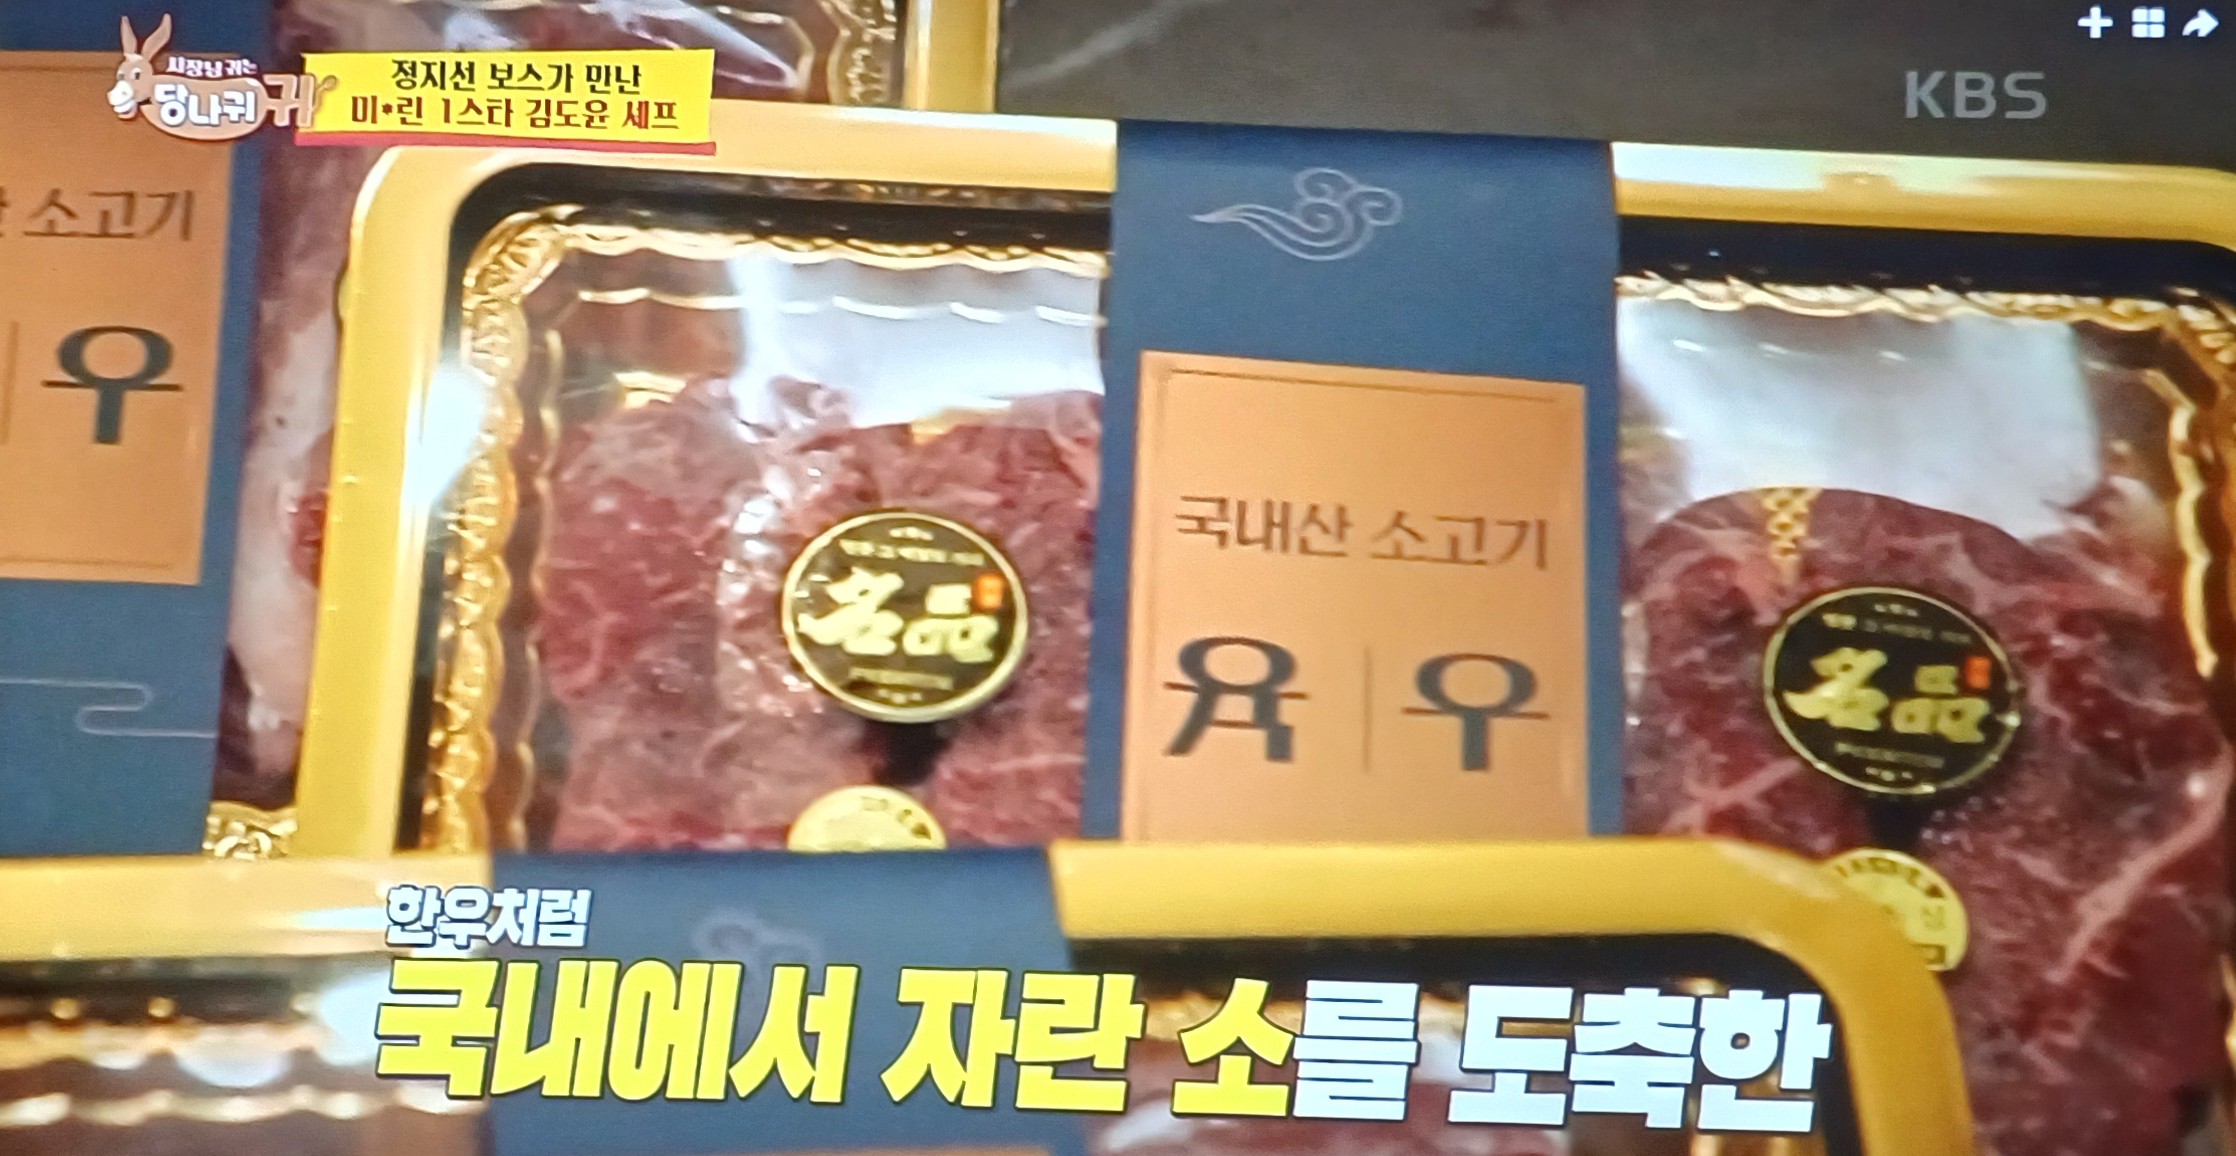 사장님 귀는
당나귀 귀
정지선 보스가 만난
미*린 1스타 김도윤 셰프
KBS
소고기
우
국내산 소고기
육 | 우
名品
PREMIUM
名品
PREMIUM
한우처럼
국내에서 자란 소를 도축한